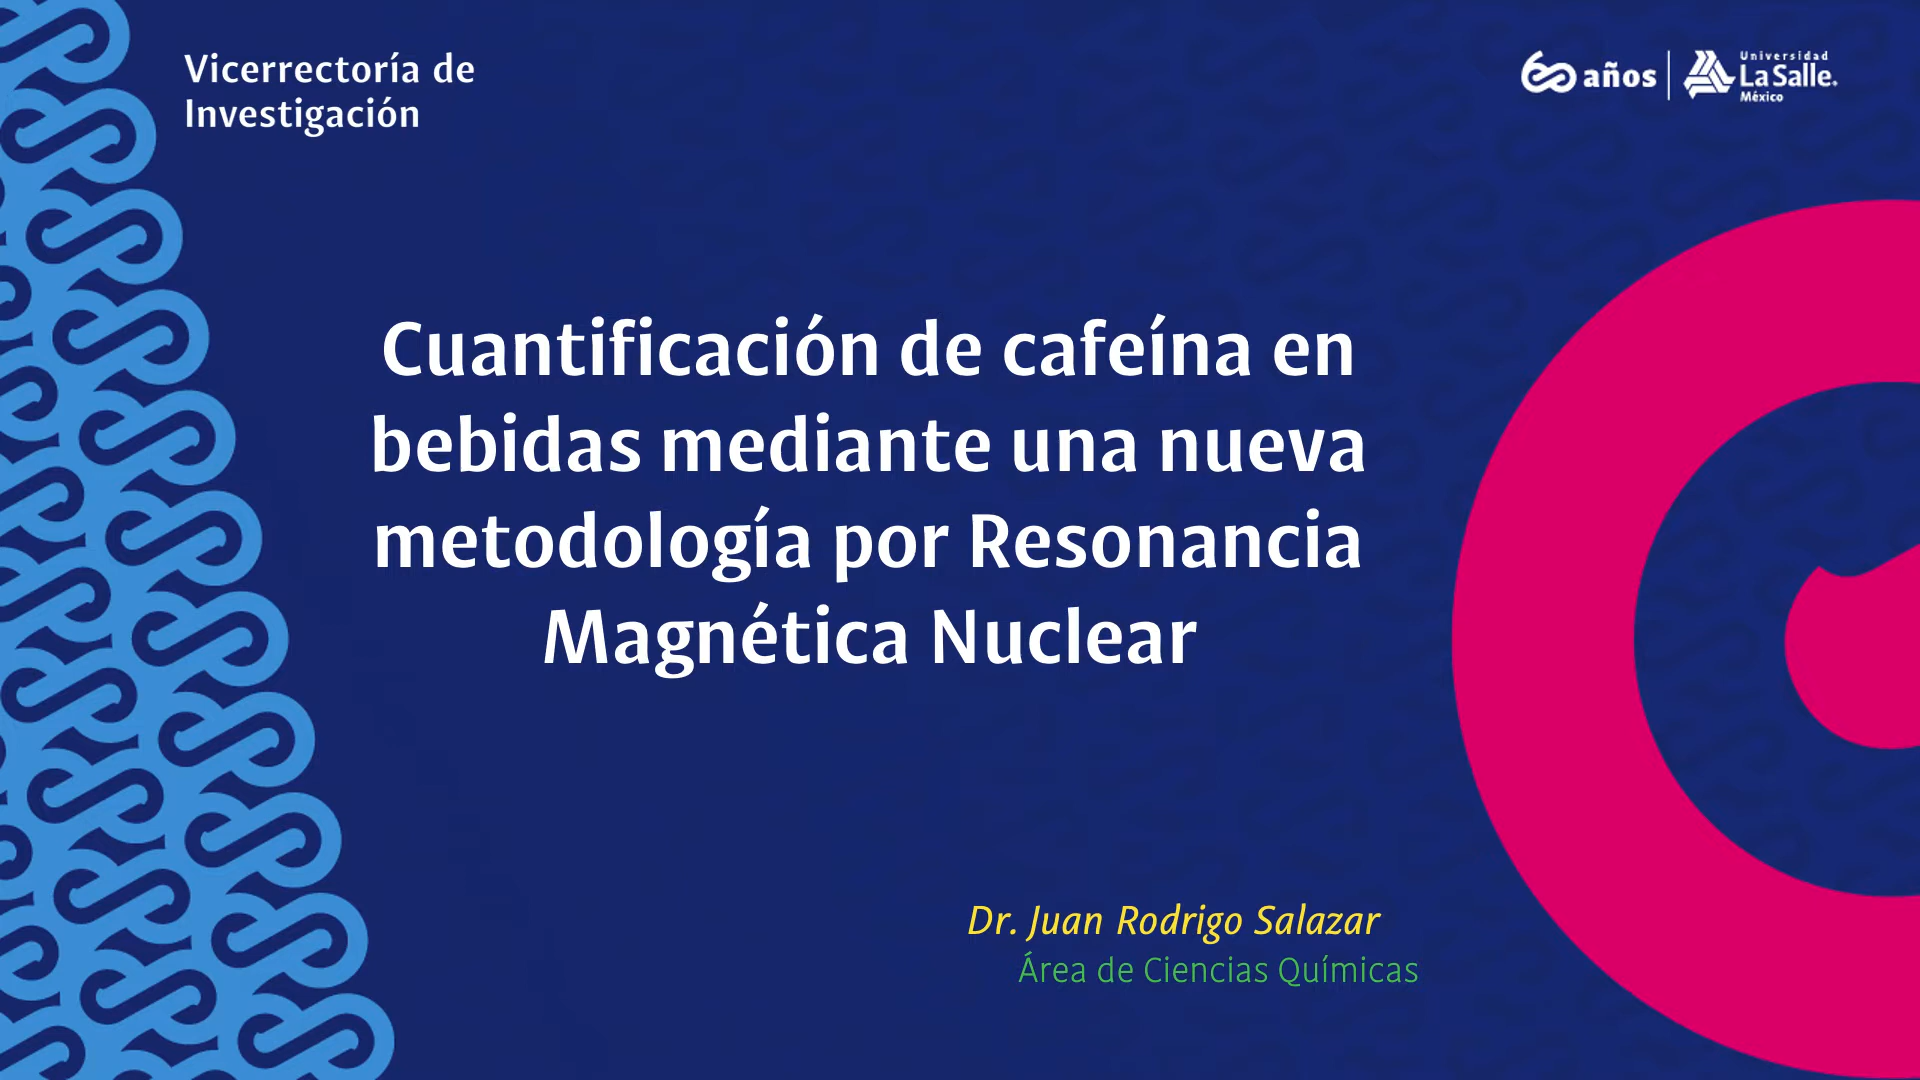 Vicerrectoría de
Investigación
60 años
Universidad
La Salle.
México
Cuantificación de cafeína en
bebidas mediante una nueva
metodología por Resonancia
Magnética Nuclear
Dr. Juan Rodrigo Salazar
Área de Ciencias Químicas